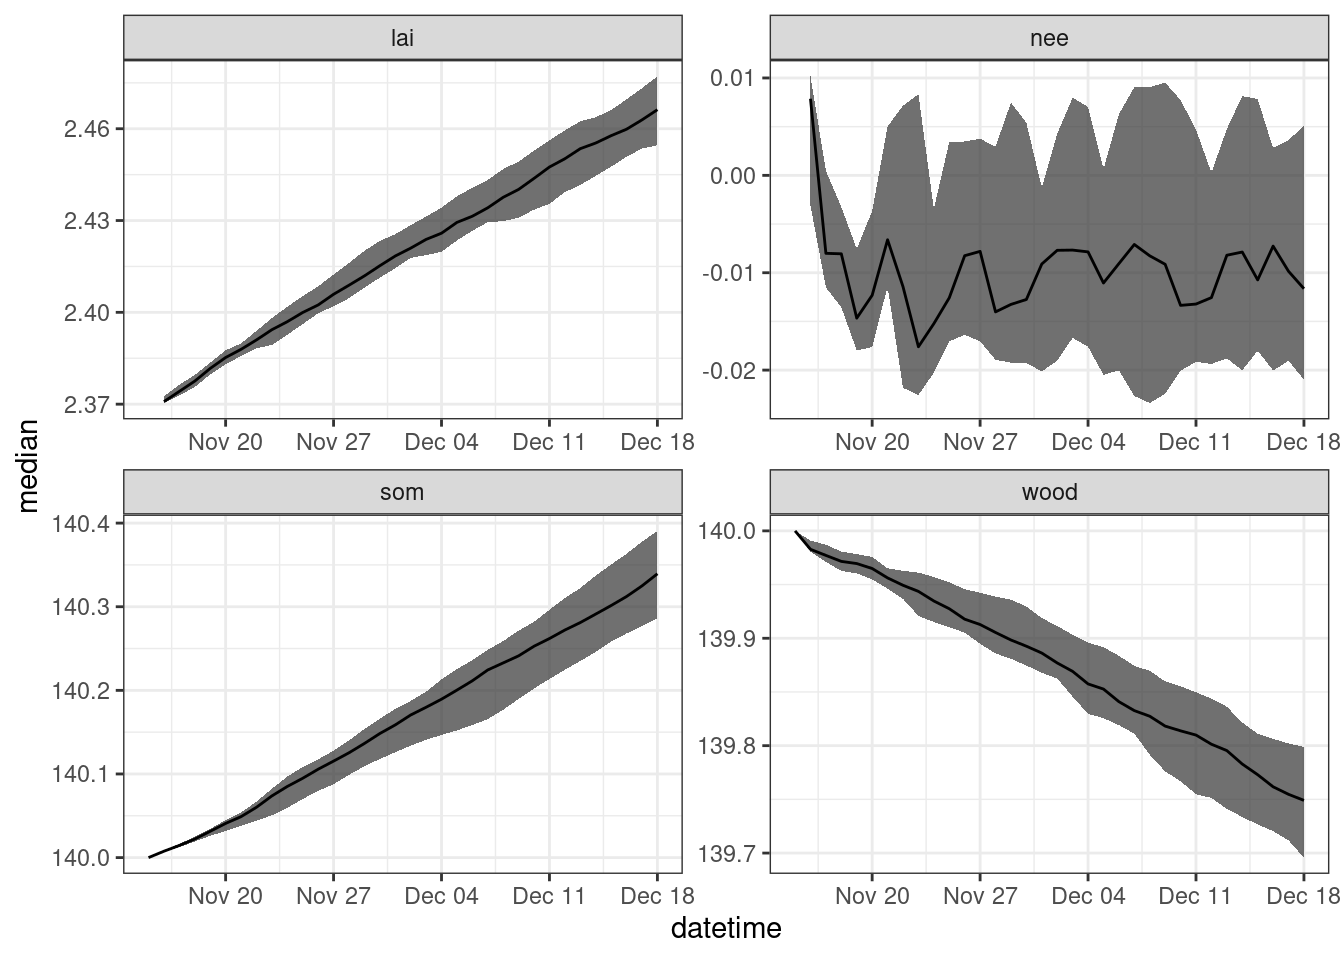 lai
nee
2.46
2.43
2.40
2.37
0.01
0.00
-0.01
-0.02
Nov 20 Nov 27 Dec 04 Dec 11 Dec 18
Nov 20 Nov 27 Dec 04 Dec 11 Dec 18
median
som
wood
140.4
140.3
140.2
140.1
140.0
140.0
139.9
139.8
139.7
Nov 20 Nov 27 Dec 04 Dec 11 Dec 18
Nov 20 Nov 27 Dec 04 Dec 11 Dec 18
datetime